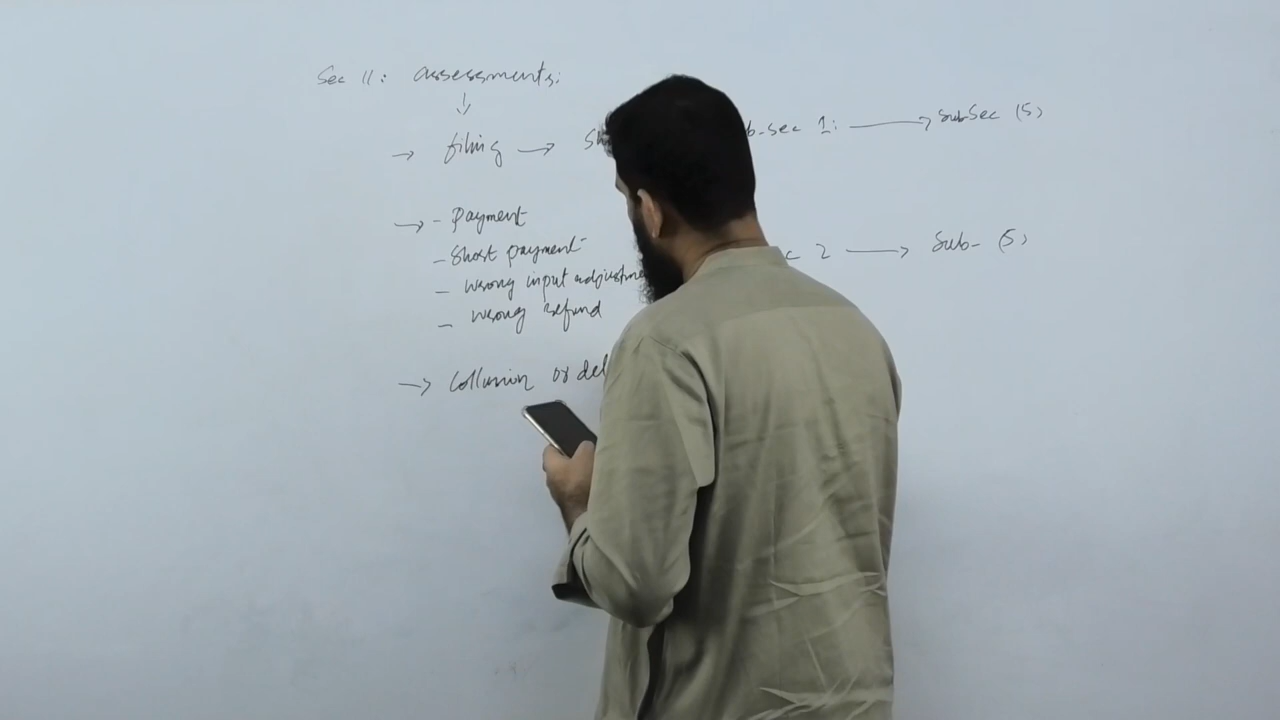 Sec 11: assessments:
↓
→ filing → Sh b-sec 1: → SubSec (5)
→ - payment
- Short payment
c 2 → Sub- (5)
- wrong input adjustme
- wrong refund
→ Collusion or del